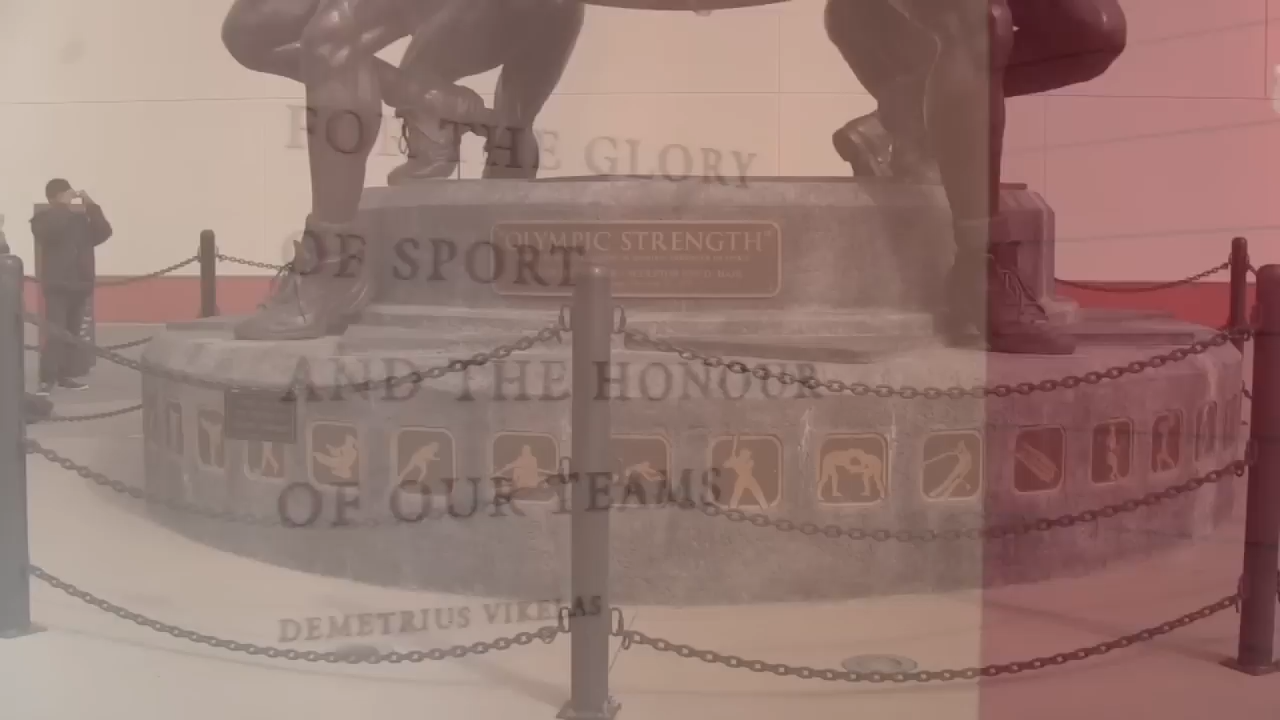 FOR THE GLORY
OF SPORT
OLYMPIC STRENGTH
AND THE HONOUR
OF OUR TEAMS
DEMETRIUS VIKELAS